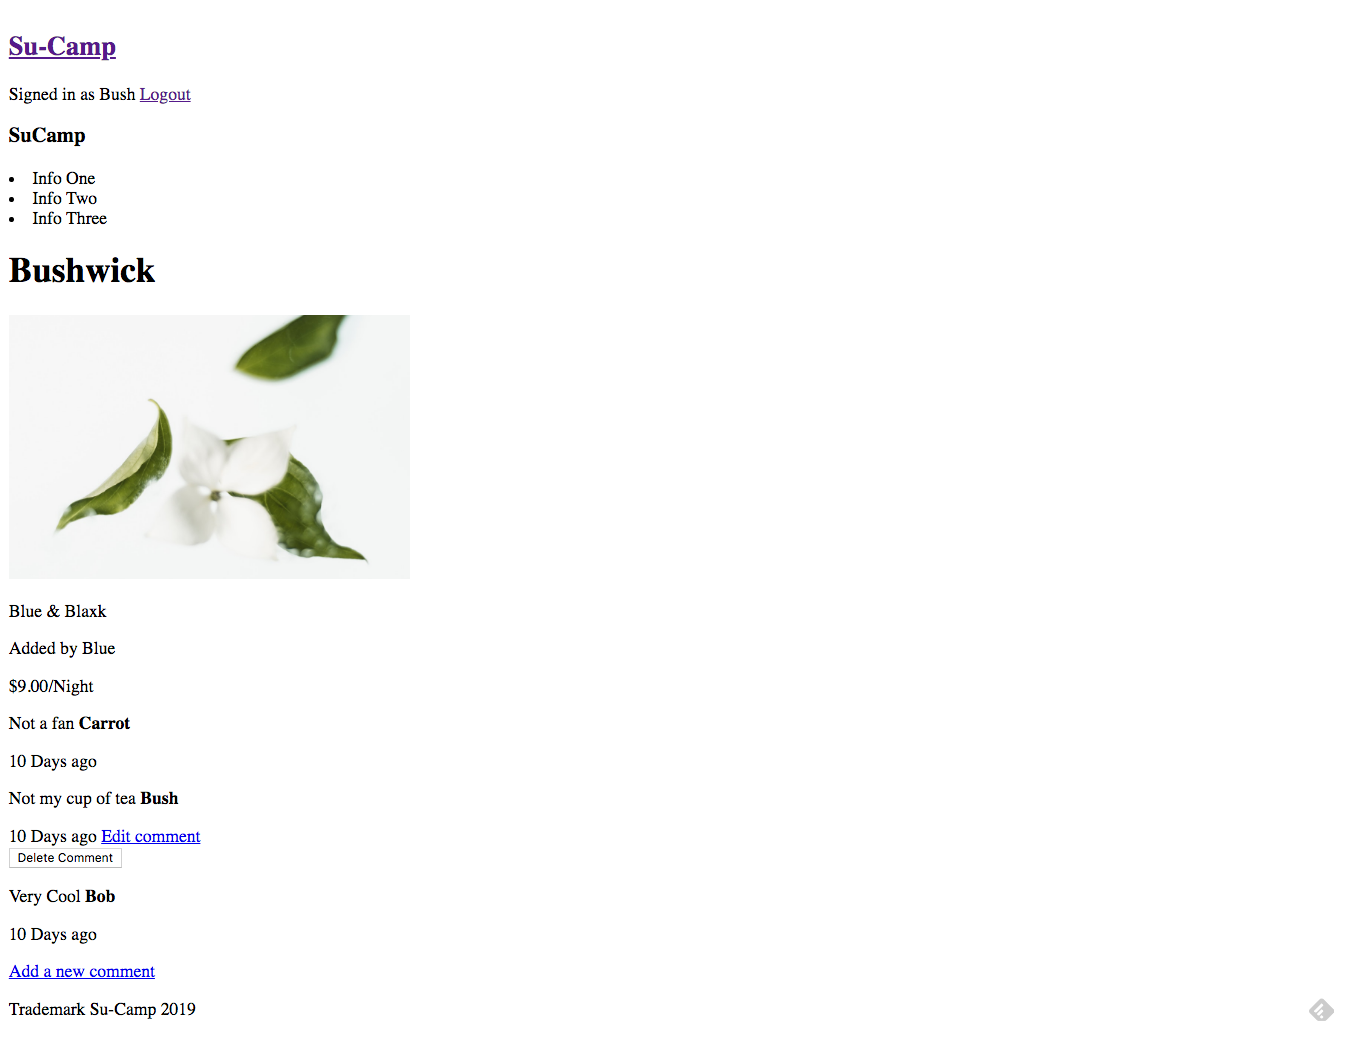 Su-Camp
Signed in as Bush Logout
SuCamp
Info One
Info Two
Info Three
Bushwick
Blue & Blaxk
Added by Blue
$9.00/Night
Not a fan Carrot
10 Days ago
Not my cup of tea Bush
10 Days ago Edit comment
Delete Comment
Very Cool Bob
10 Days ago
Add a new comment
Trademark Su-Camp 2019